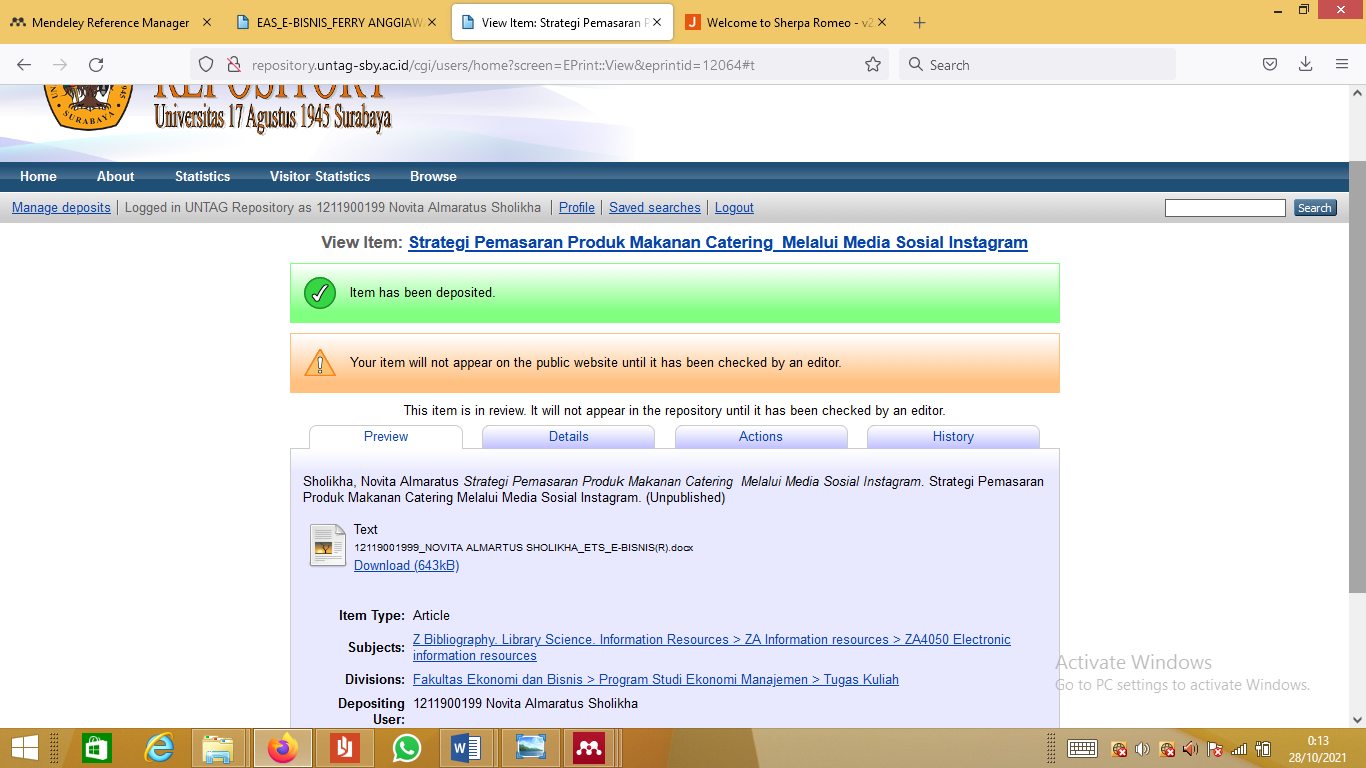 Mendeley Reference Manager
EAS_E-BISNIS_FERRY ANGGIAW
View Item: Strategi Pemasaran P
Welcome to Sherpa Romeo - v2
repository.untag-sby.ac.id/cgi/users/home?screen=EPrint::View&eprintid=12064#t
Search
REPOSITORY
SURABAYA
Universitas 17 Agustus 1945 Surabaya
Home About Statistics Visitor Statistics Browse
Manage deposits | Logged in UNTAG Repository as 1211900199 Novita Almaratus Sholikha | Profile | Saved searches | Logout
Search
View Item: Strategi Pemasaran Produk Makanan Catering  Melalui Media Sosial Instagram
Item has been deposited.
Your item will not appear on the public website until it has been checked by an editor.
This item is in review. It will not appear in the repository until it has been checked by an editor.
Preview Details Actions History
Sholikha, Novita Almaratus Strategi Pemasaran Produk Makanan Catering  Melalui Media Sosial Instagram. Strategi Pemasaran
Produk Makanan Catering Melalui Media Sosial Instagram. (Unpublished)
Text
12119001999_NOVITA ALMARTUS SHOLIKHA_ETS_E-BISNIS(R).docx
Download (643kB)
Item Type: Article
Subjects: Z Bibliography. Library Science. Information Resources > ZA Information resources > ZA4050 Electronic
information resources
Divisions: Fakultas Ekonomi dan Bisnis > Program Studi Ekonomi Manajemen > Tugas Kuliah
Depositing 1211900199 Novita Almaratus Sholikha
User:
Activate Windows
Go to PC settings to activate Windows.
0:13
28/10/2021